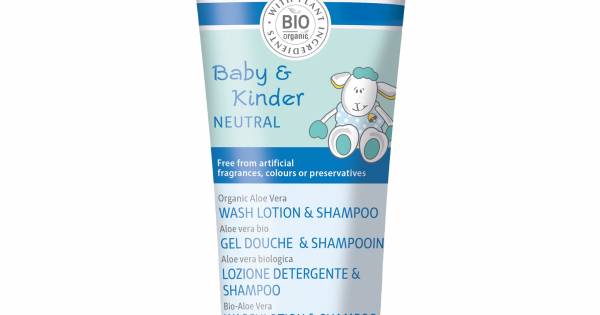 WITH PLANT INGREDIENTS
BIO
organic
Baby &
Kinder
NEUTRAL
Free from artificial
fragrances, colours or preservatives
Organic Aloe Vera
WASH LOTION & SHAMPOO
Aloe vera bio
GEL DOUCHE & SHAMPOOIN
Aloe vera biologica
LOZIONE DETERGENTE &
SHAMPOO
Bio-Aloe Vera